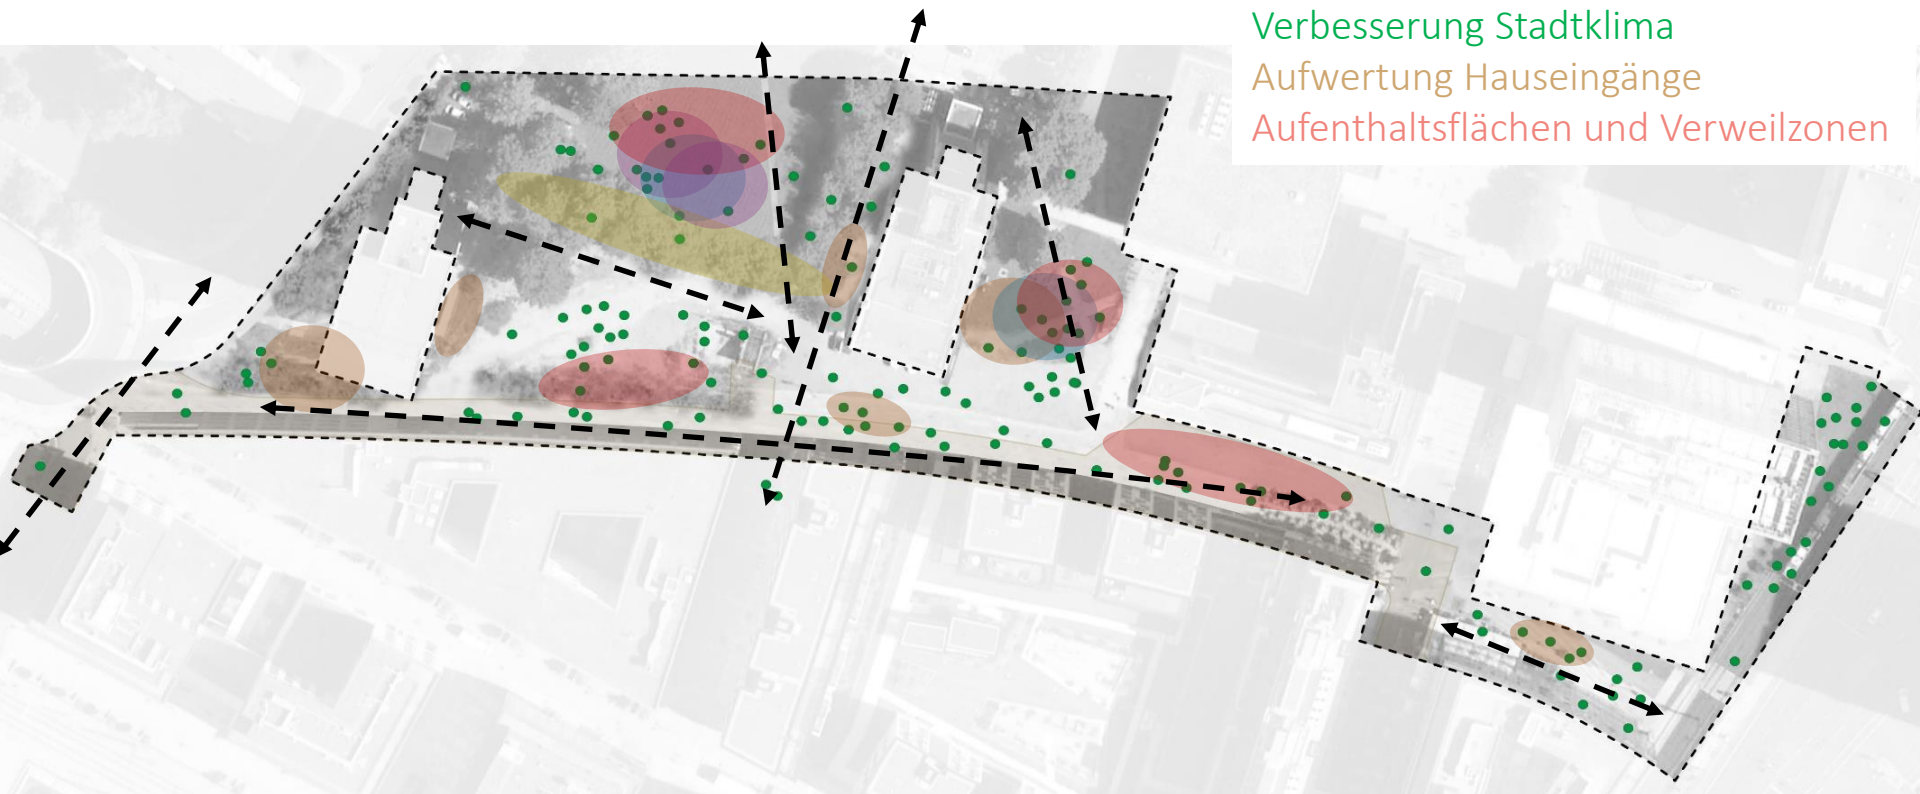 Verbesserung Stadtklima
Aufwertung Hauseingänge
Aufenthaltsflächen und Verweilzonen